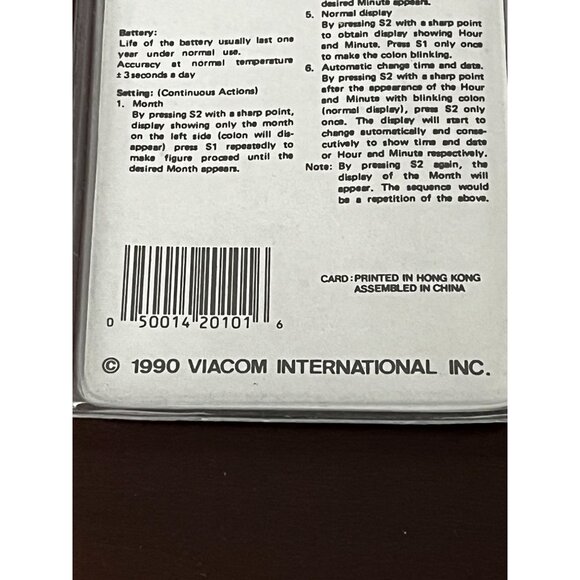 Battery:
Life of the battery usually last one
year under normal use.
Accuracy at normal temperature
± 3 seconds a day
Setting: (Continuous Actions)
1. Month
By pressing S2 with a sharp point,
display showing only the month
on the left side (colon will dis-
appear) press S1 repeatedly to
make figure proceed until the
desired Month appears.
desired Minute appears.
5. Normal display
By pressing S2 with a sharp point
to obtain display showing Hour
and Minute. Press S1 only once
to make the colon blinking.
6. Automatic change time and data.
By pressing S2 with a sharp point
after the appearance of the Hour
and Minute with blinking colon
(normal display), press S2 only
once. The display will start to
change automatically and conse-
cutively to show time and date
or Hour and Minute respectively.
Note: By pressing S2 again, the
display of the Month will
appear. The sequence would
be a repetition of the above.
0 50014 20101 6
CARD: PRINTED IN HONG KONG
ASSEMBLED IN CHINA
© 1990 VIACOM INTERNATIONAL INC.